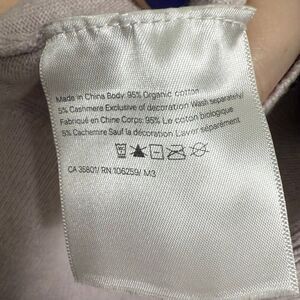 Made in China Body: 95% Organic cotton
5% Cashmere Exclusive of decoration Wash separately/
Fabriqué en Chine Corps: 95% Le coton biologique
5% Cachemire Sauf la décoration Laver séparément
CA 35801/ RN 106259/ M3